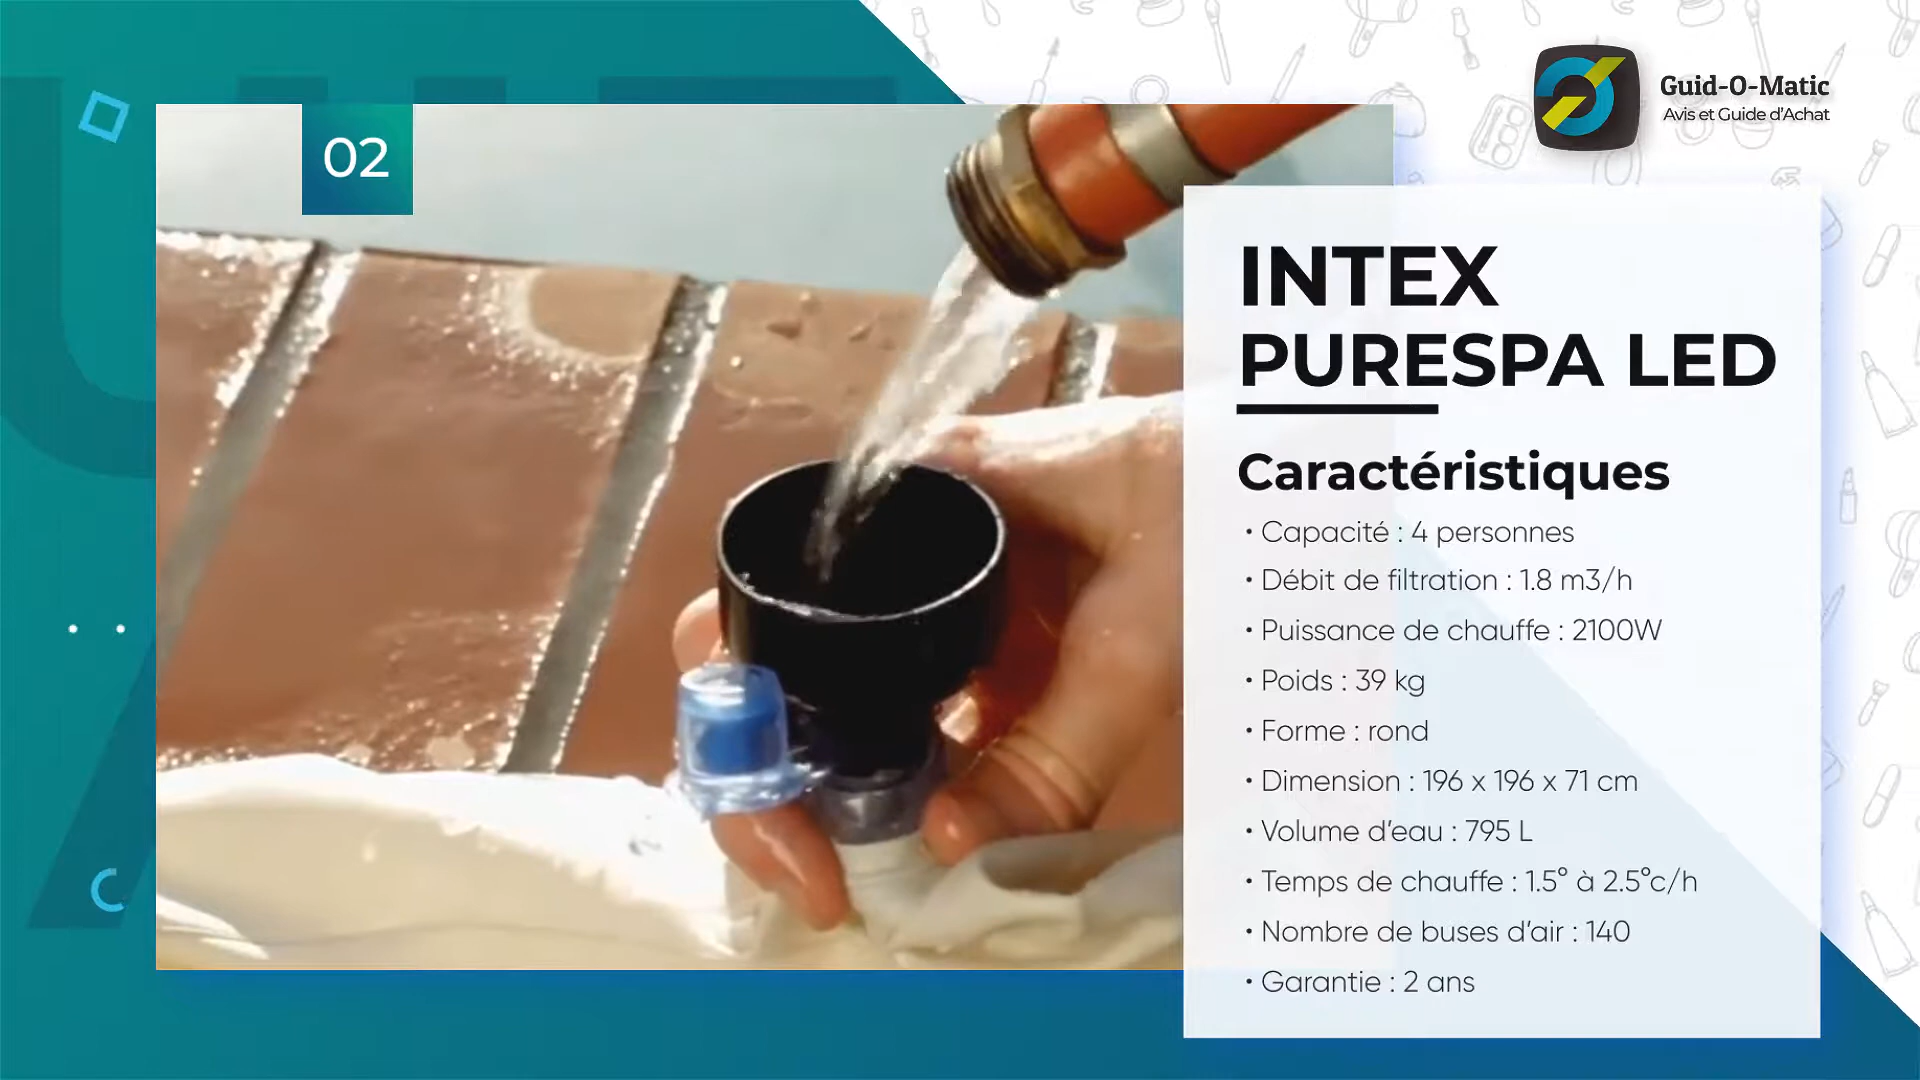 02
Guid-O-Matic
Avis et Guide d'Achat
INTEX
PURESPA LED
Caractéristiques
• Capacité : 4 personnes
• Débit de filtration : 1.8 m3/h
• Puissance de chauffe : 2100W
• Poids : 39 kg
• Forme : rond
• Dimension : 196 x 196 x 71 cm
• Volume d'eau : 795 L
• Temps de chauffe : 1.5° à 2.5°c/h
• Nombre de buses d'air : 140
• Garantie : 2 ans